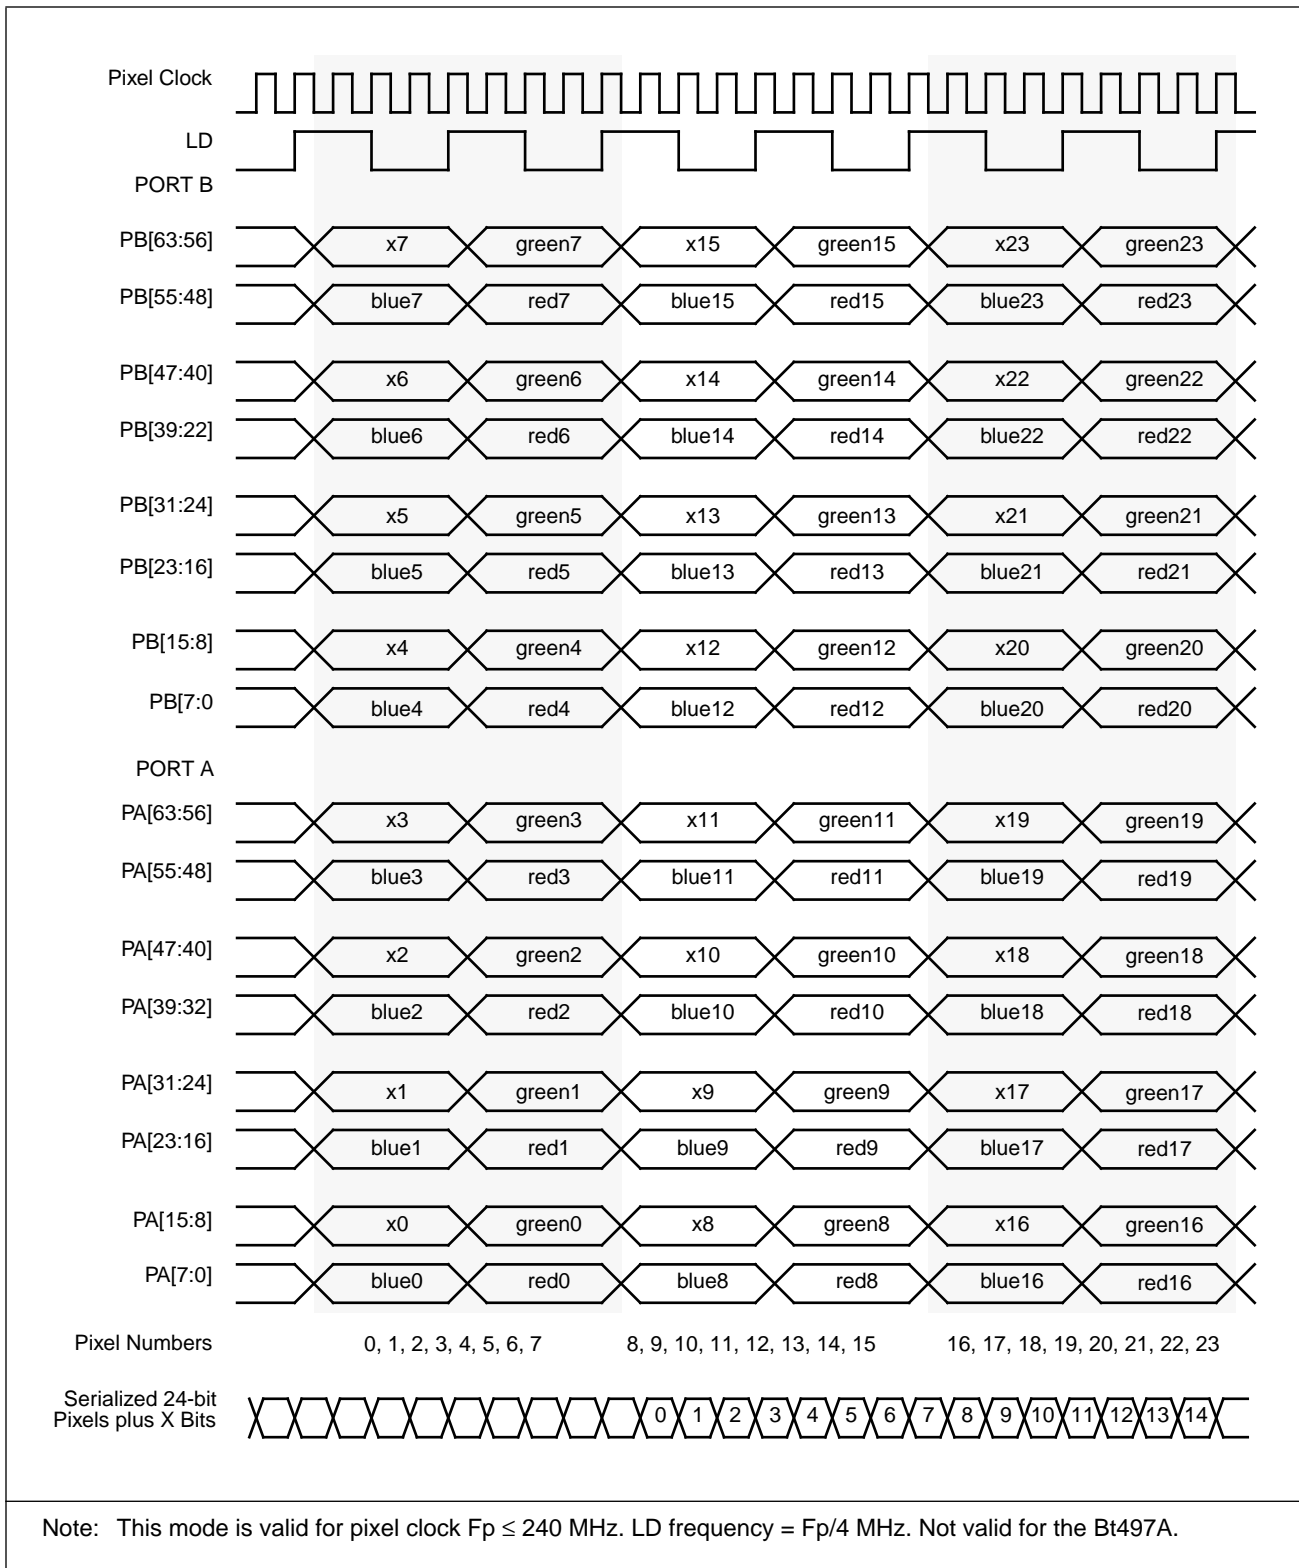 Pixel Clock
LD
PORT B
PB[63:56] x7 green7 x15 green15 x23 green23
PB[55:48] blue7 red7 blue15 red15 blue23 red23
PB[47:40] x6 green6 x14 green14 x22 green22
PB[39:22] blue6 red6 blue14 red14 blue22 red22
PB[31:24] x5 green5 x13 green13 x21 green21
PB[23:16] blue5 red5 blue13 red13 blue21 red21
PB[15:8] x4 green4 x12 green12 x20 green20
PB[7:0 blue4 red4 blue12 red12 blue20 red20
PORT A
PA[63:56] x3 green3 x11 green11 x19 green19
PA[55:48] blue3 red3 blue11 red11 blue19 red19
PA[47:40] x2 green2 x10 green10 x18 green18
PA[39:32] blue2 red2 blue10 red10 blue18 red18
PA[31:24] x1 green1 x9 green9 x17 green17
PA[23:16] blue1 red1 blue9 red9 blue17 red17
PA[15:8] x0 green0 x8 green8 x16 green16
PA[7:0] blue0 red0 blue8 red8 blue16 red16
Pixel Numbers 0, 1, 2, 3, 4, 5, 6, 7 8, 9, 10, 11, 12, 13, 14, 15 16, 17, 18, 19, 20, 21, 22, 23
Serialized 24-bit
Pixels plus X Bits 0 1 2 3 4 5 6 7 8 9 10 11 12 13 14
Note: This mode is valid for pixel clock Fp ≤ 240 MHz. LD frequency = Fp/4 MHz. Not valid for the Bt497A.